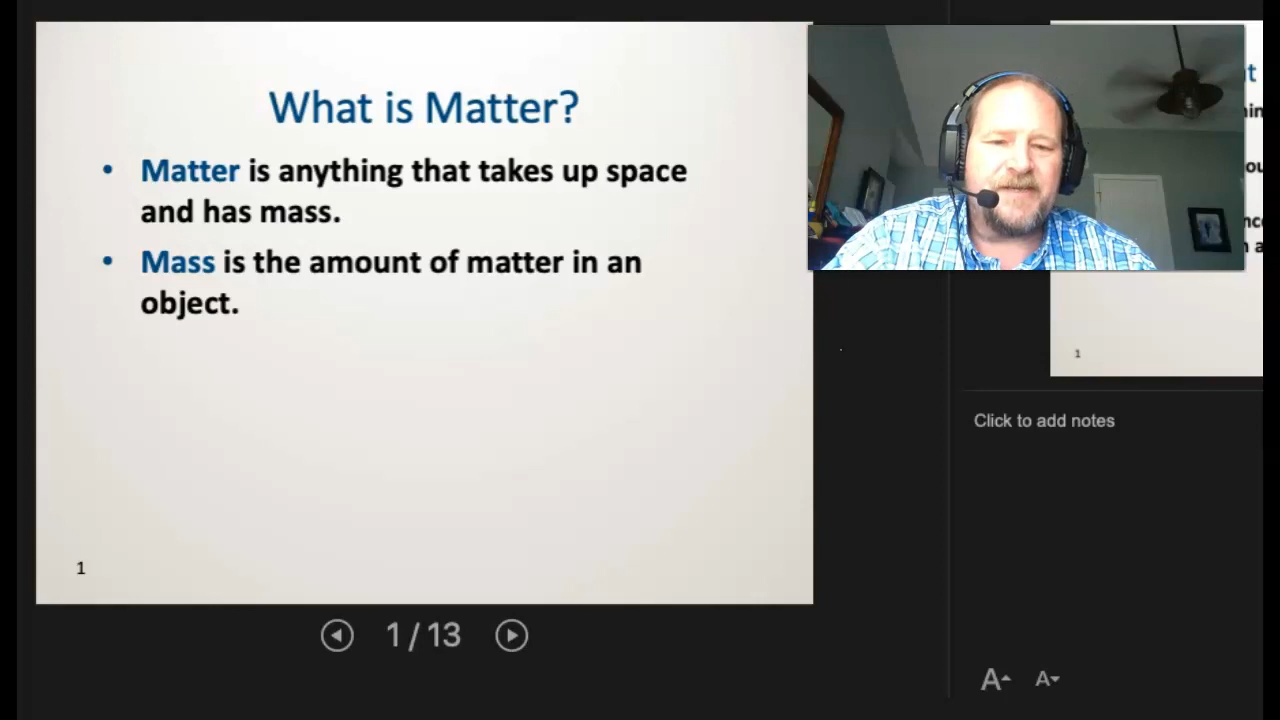 What is Matter?
• Matter is anything that takes up space
and has mass.
• Mass is the amount of matter in an
object.
1
1 / 13
1
Click to add notes
A A